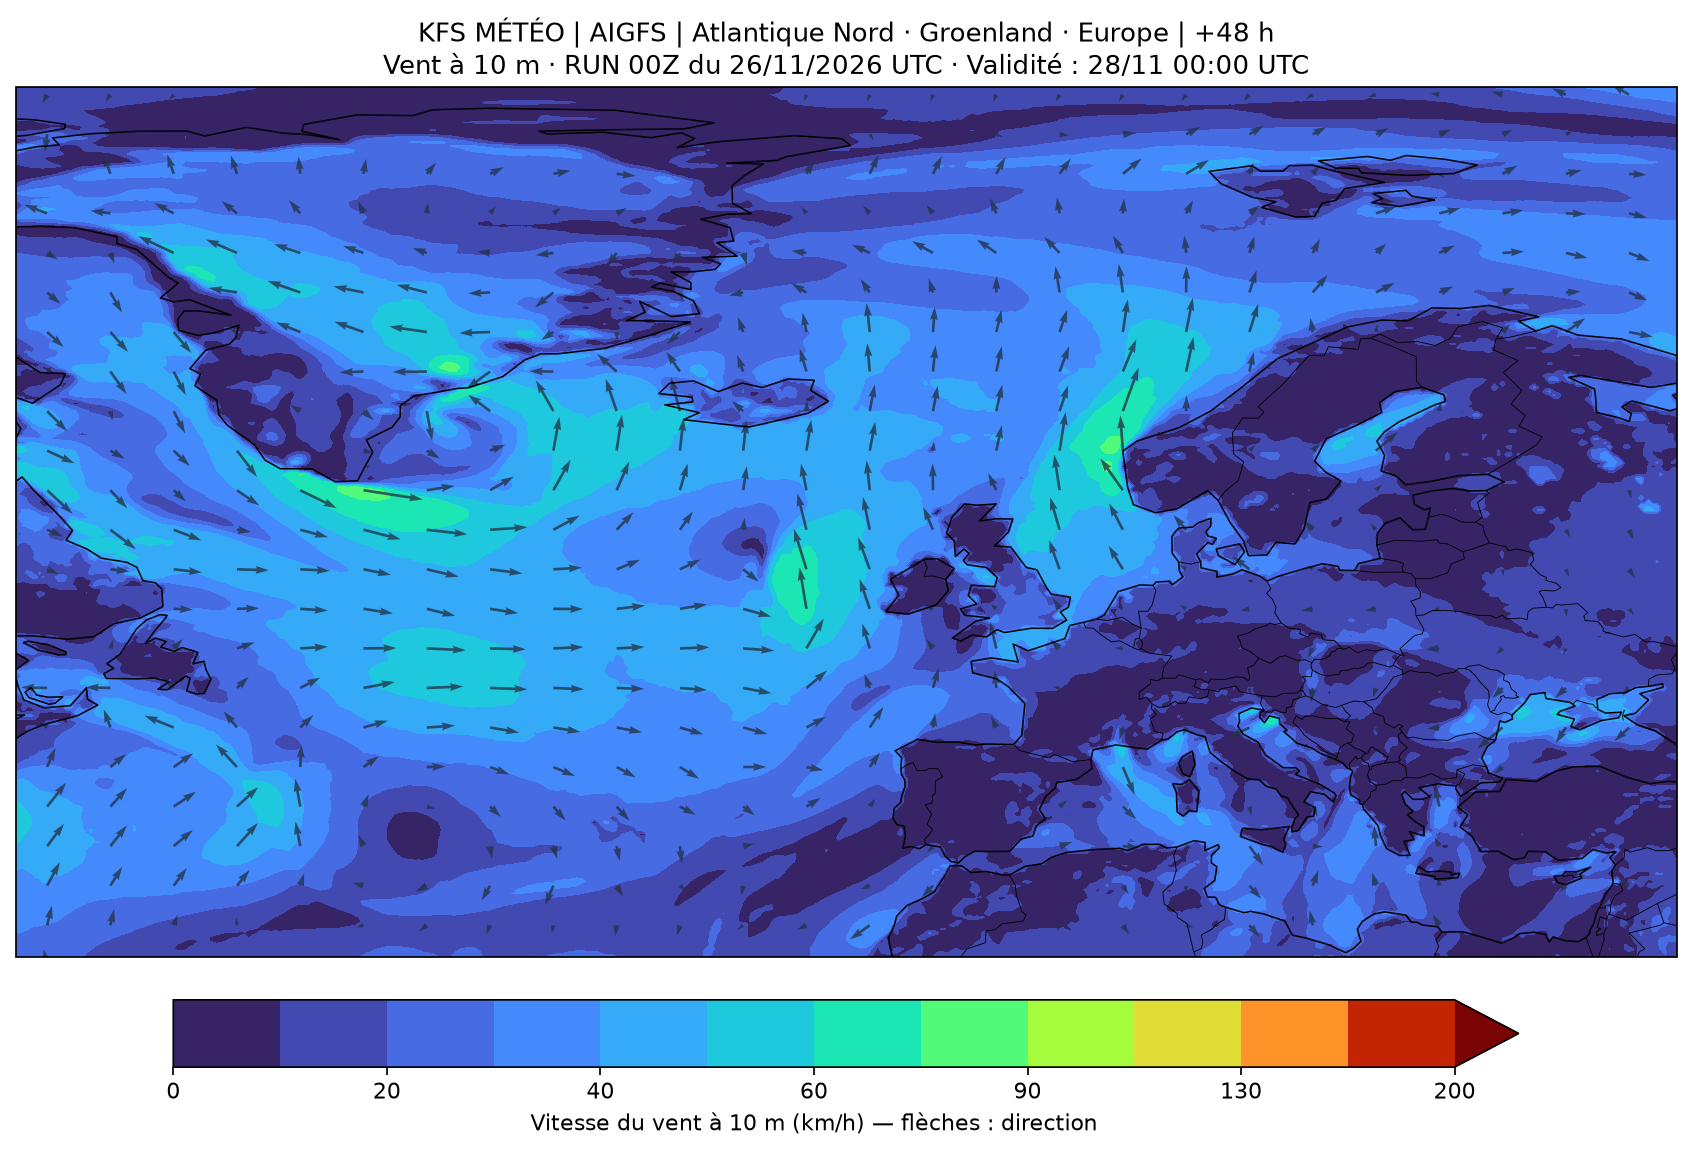 KFS MÉTÉO | AIGFS | Atlantique Nord · Groenland · Europe | +48 h
Vent à 10 m · RUN 00Z du 26/11/2026 UTC · Validité : 28/11 00:00 UTC
0 20 40 60 90 130 200
Vitesse du vent à 10 m (km/h) — flèches : direction